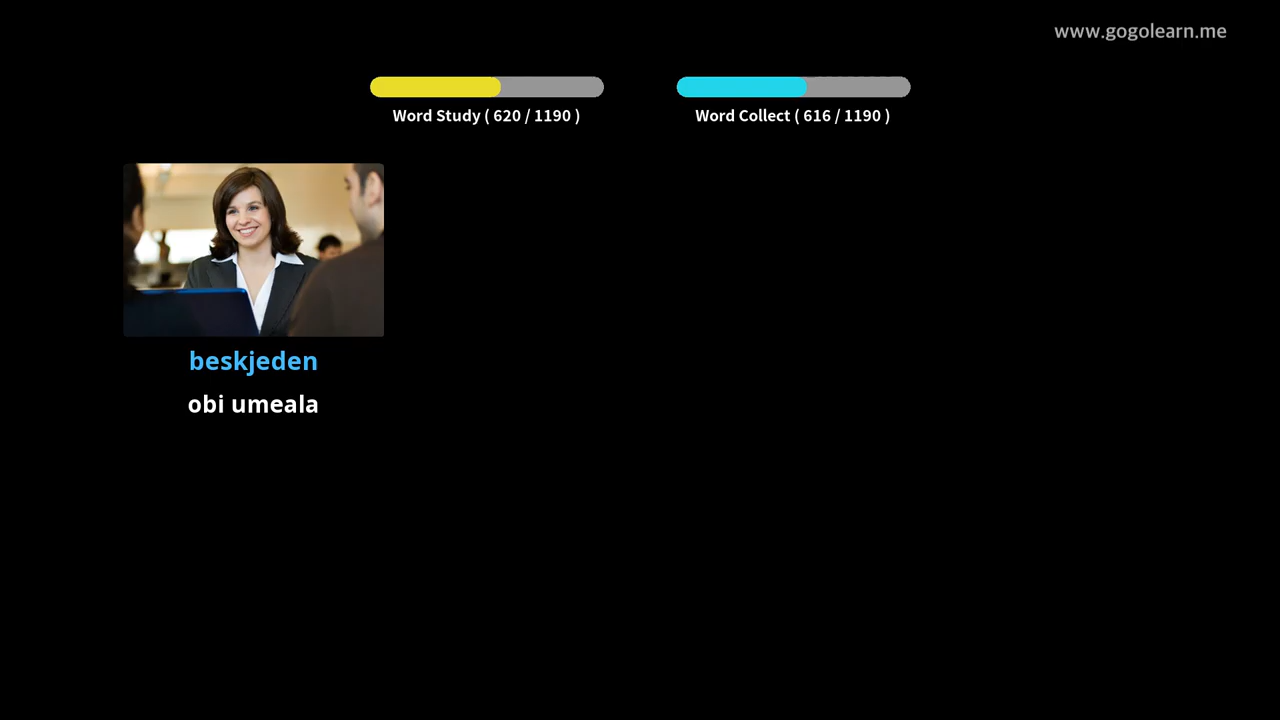 www.gogolearn.me
Word Study ( 620 / 1190 )
Word Collect ( 616 / 1190 )
beskjeden
obi umeala